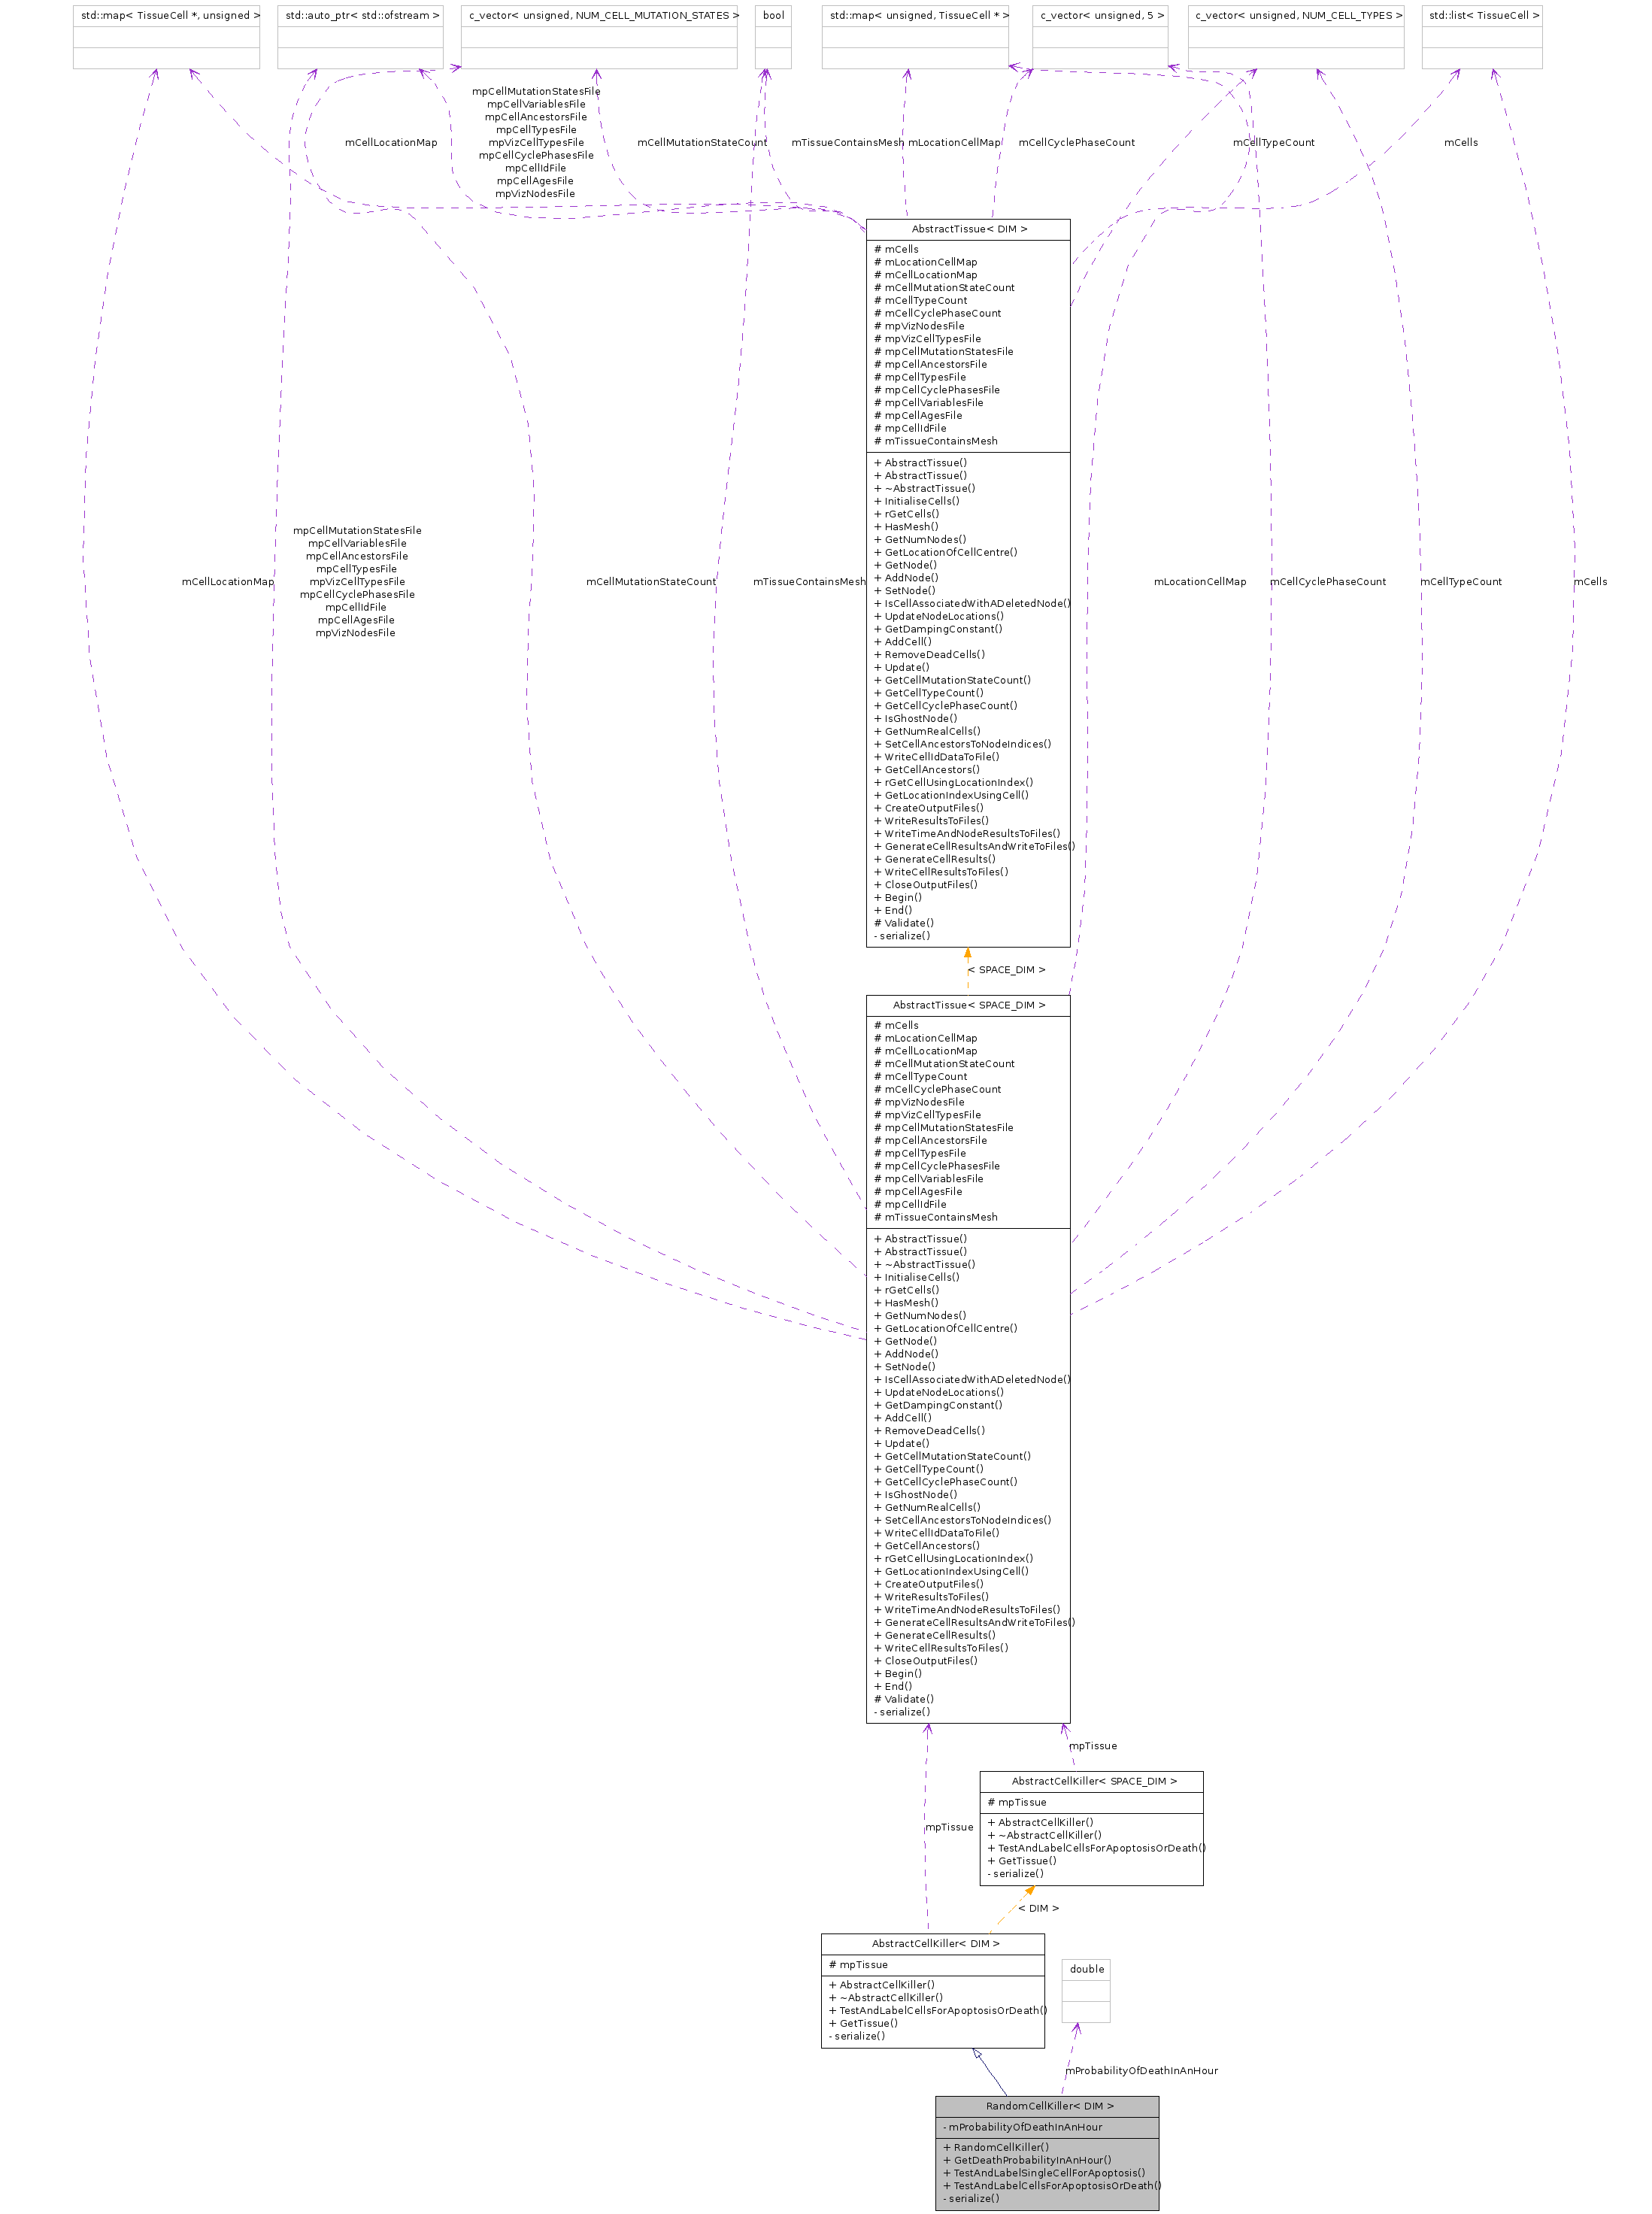 std::map< TissueCell *, unsigned >
std::auto_ptr< std::ofstream >
c_vector< unsigned, NUM_CELL_MUTATION_STATES >
bool
std::map< unsigned, TissueCell * >
c_vector< unsigned, 5 >
c_vector< unsigned, NUM_CELL_TYPES >
std::list< TissueCell >
mCellLocationMap
mpCellMutationStatesFile
mpCellVariablesFile
mpCellAncestorsFile
mpCellTypesFile
mpVizCellTypesFile
mpCellCyclePhasesFile
mpCellIdFile
mpCellAgesFile
mpVizNodesFile
mCellMutationStateCount
mTissueContainsMesh
mLocationCellMap
mCellCyclePhaseCount
mCellTypeCount
mCells
AbstractTissue< DIM >
# mCells
# mLocationCellMap
# mCellLocationMap
# mCellMutationStateCount
# mCellTypeCount
# mCellCyclePhaseCount
# mpVizNodesFile
# mpVizCellTypesFile
# mpCellMutationStatesFile
# mpCellAncestorsFile
# mpCellTypesFile
# mpCellCyclePhasesFile
# mpCellVariablesFile
# mpCellAgesFile
# mpCellIdFile
# mTissueContainsMesh
+ AbstractTissue()
+ AbstractTissue()
+ ~AbstractTissue()
+ InitialiseCells()
+ rGetCells()
+ HasMesh()
+ GetNumNodes()
+ GetLocationOfCellCentre()
+ GetNode()
+ AddNode()
+ SetNode()
+ IsCellAssociatedWithADeletedNode()
+ UpdateNodeLocations()
+ GetDampingConstant()
+ AddCell()
+ RemoveDeadCells()
+ Update()
+ GetCellMutationStateCount()
+ GetCellTypeCount()
+ GetCellCyclePhaseCount()
+ IsGhostNode()
+ GetNumRealCells()
+ SetCellAncestorsToNodeIndices()
+ WriteCellIdDataToFile()
+ GetCellAncestors()
+ rGetCellUsingLocationIndex()
+ GetLocationIndexUsingCell()
+ CreateOutputFiles()
+ WriteResultsToFiles()
+ WriteTimeAndNodeResultsToFiles()
+ GenerateCellResultsAndWriteToFiles()
+ GenerateCellResults()
+ WriteCellResultsToFiles()
+ CloseOutputFiles()
+ Begin()
+ End()
# Validate()
- serialize()
mCellLocationMap
mpCellMutationStatesFile
mpCellVariablesFile
mpCellAncestorsFile
mpCellTypesFile
mpVizCellTypesFile
mpCellCyclePhasesFile
mpCellIdFile
mpCellAgesFile
mpVizNodesFile
mCellMutationStateCount
mTissueContainsMesh
mLocationCellMap
mCellCyclePhaseCount
mCellTypeCount
mCells
< SPACE_DIM >
AbstractTissue< SPACE_DIM >
# mCells
# mLocationCellMap
# mCellLocationMap
# mCellMutationStateCount
# mCellTypeCount
# mCellCyclePhaseCount
# mpVizNodesFile
# mpVizCellTypesFile
# mpCellMutationStatesFile
# mpCellAncestorsFile
# mpCellTypesFile
# mpCellCyclePhasesFile
# mpCellVariablesFile
# mpCellAgesFile
# mpCellIdFile
# mTissueContainsMesh
+ AbstractTissue()
+ AbstractTissue()
+ ~AbstractTissue()
+ InitialiseCells()
+ rGetCells()
+ HasMesh()
+ GetNumNodes()
+ GetLocationOfCellCentre()
+ GetNode()
+ AddNode()
+ SetNode()
+ IsCellAssociatedWithADeletedNode()
+ UpdateNodeLocations()
+ GetDampingConstant()
+ AddCell()
+ RemoveDeadCells()
+ Update()
+ GetCellMutationStateCount()
+ GetCellTypeCount()
+ GetCellCyclePhaseCount()
+ IsGhostNode()
+ GetNumRealCells()
+ SetCellAncestorsToNodeIndices()
+ WriteCellIdDataToFile()
+ GetCellAncestors()
+ rGetCellUsingLocationIndex()
+ GetLocationIndexUsingCell()
+ CreateOutputFiles()
+ WriteResultsToFiles()
+ WriteTimeAndNodeResultsToFiles()
+ GenerateCellResultsAndWriteToFiles()
+ GenerateCellResults()
+ WriteCellResultsToFiles()
+ CloseOutputFiles()
+ Begin()
+ End()
# Validate()
- serialize()
mpTissue
AbstractCellKiller< SPACE_DIM >
# mpTissue
+ AbstractCellKiller()
+ ~AbstractCellKiller()
+ TestAndLabelCellsForApoptosisOrDeath()
+ GetTissue()
- serialize()
mpTissue
< DIM >
AbstractCellKiller< DIM >
# mpTissue
+ AbstractCellKiller()
+ ~AbstractCellKiller()
+ TestAndLabelCellsForApoptosisOrDeath()
+ GetTissue()
- serialize()
double
mProbabilityOfDeathInAnHour
RandomCellKiller< DIM >
- mProbabilityOfDeathInAnHour
+ RandomCellKiller()
+ GetDeathProbabilityInAnHour()
+ TestAndLabelSingleCellForApoptosis()
+ TestAndLabelCellsForApoptosisOrDeath()
- serialize()